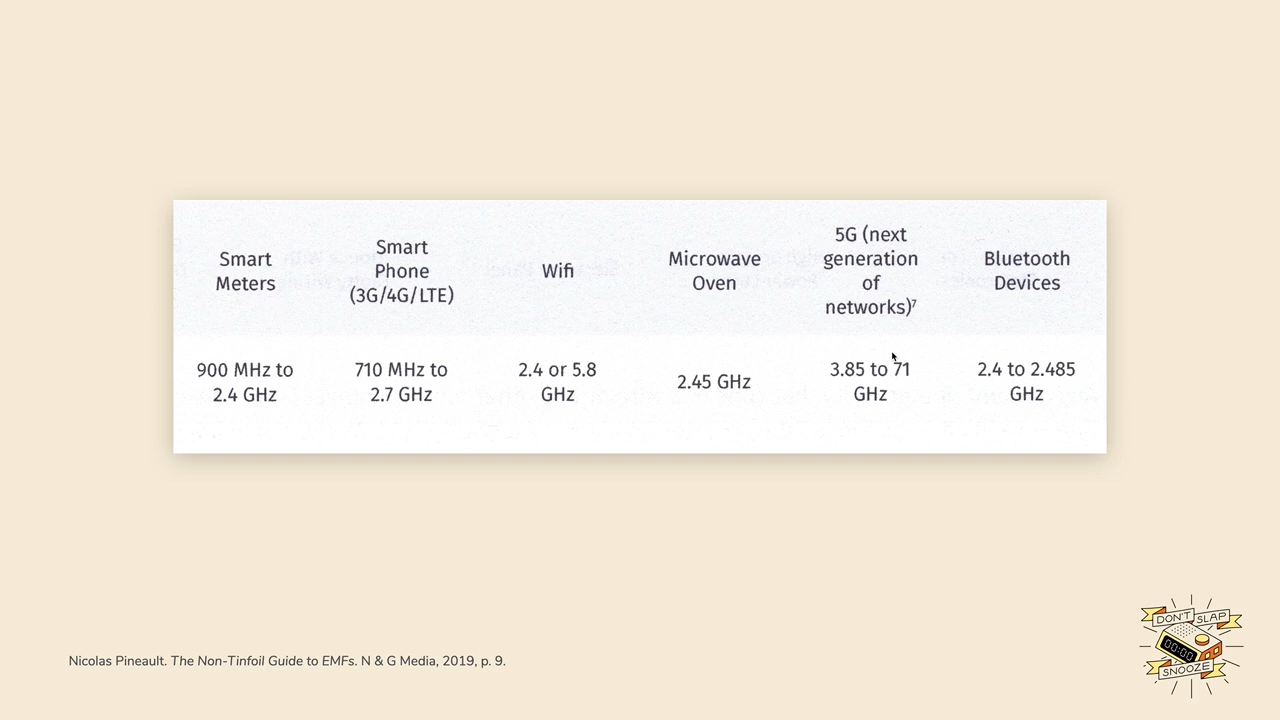 Smart
Meters
Smart
Phone
(3G/4G/LTE)
Wifi
Microwave
Oven
5G (next
generation
of
networks)⁷
Bluetooth
Devices
900 MHz to
2.4 GHz
710 MHz to
2.7 GHz
2.4 or 5.8
GHz
2.45 GHz
3.85 to 71
GHz
2.4 to 2.485
GHz
Nicolas Pineault. The Non-Tinfoil Guide to EMFs. N & G Media, 2019, p. 9.
DON'T SLAP
00:00
SNOOZE